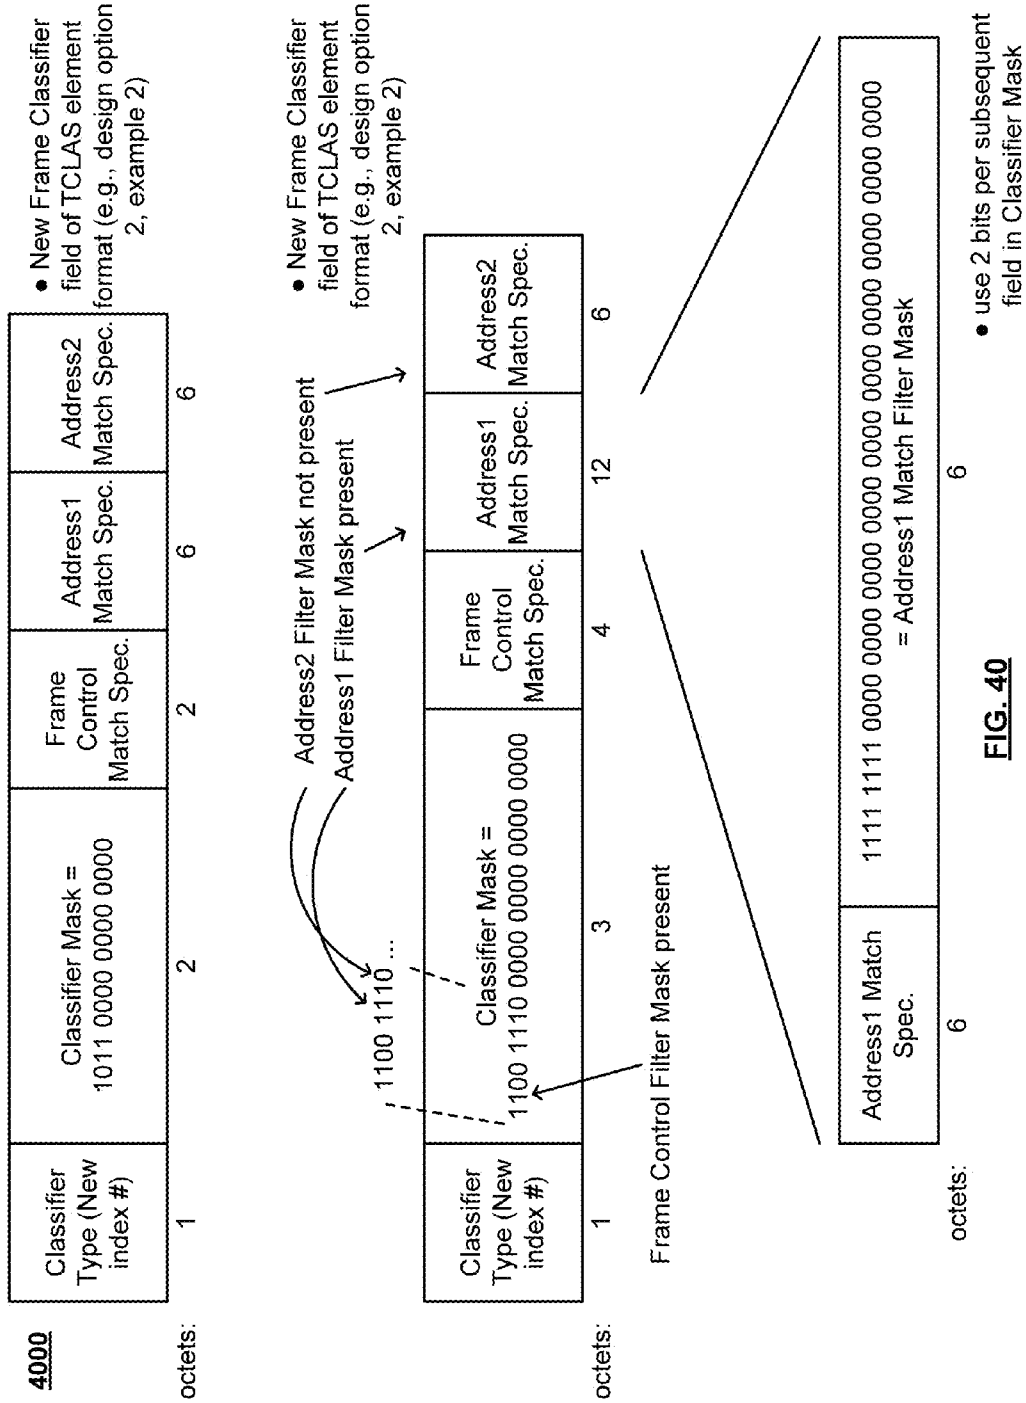 4000
Classifier
Type (New
index #)
Classifier Mask =
1011 0000 0000 0000
Frame
Control
Match Spec.
Address1
Match Spec.
Address2
Match Spec.
● New Frame Classifier
field of TCLAS element
format (e.g., design option
2, example 2)
octets:
1
2
2
6
6
● New Frame Classifier
field of TCLAS element
format (e.g., design option
2, example 2)
Address2 Filter Mask not present
Address1 Filter Mask present
1100 1110 ...
Classifier
Type (New
index #)
Classifier Mask =
1100 1110 0000 0000 0000 0000
Frame
Control
Match Spec.
Address1
Match Spec.
Address2
Match Spec.
octets:
1
3
4
12
6
Frame Control Filter Mask present
Address1 Match
Spec.
1111 1111 0000 0000 0000 0000 0000 0000 0000 0000 0000 0000
= Address1 Match Filter Mask
octets:
6
6
● use 2 bits per subsequent
field in Classifier Mask
FIG. 40